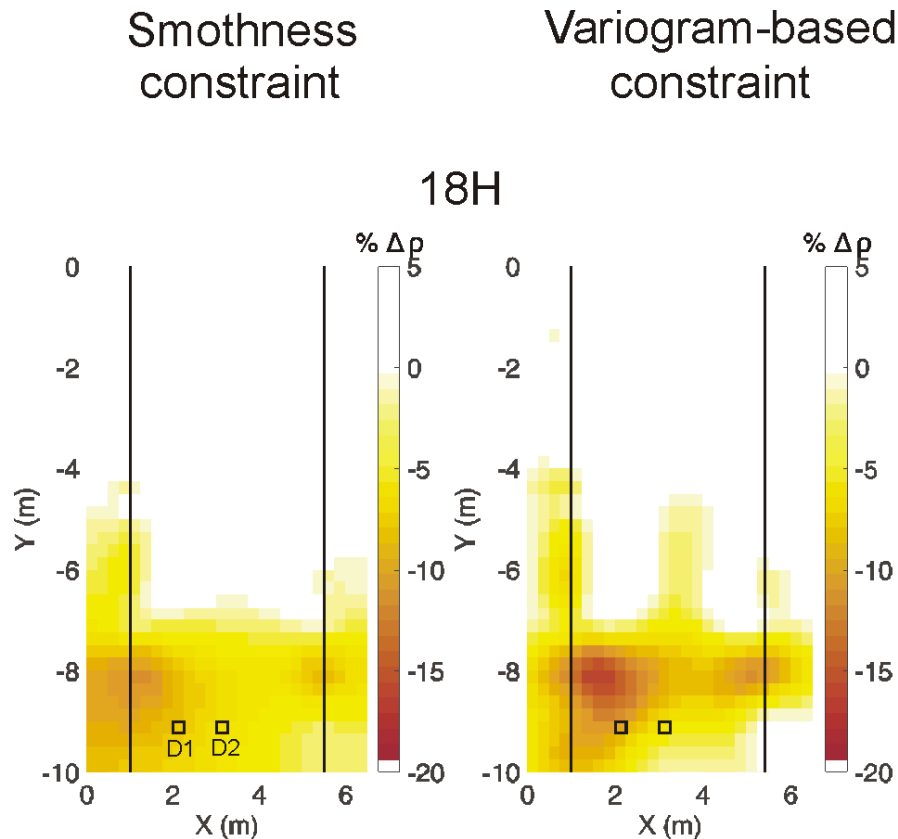 Smothness
constraint
Variogram-based
constraint
18H
% Δρ
0
-2
-4
-6
-8
-10
Y (m)
0 2 4 6
X (m)
5
0
-5
-10
-15
-20
D1 D2
% Δρ
0
-2
-4
-6
-8
-10
Y (m)
0 2 4 6
X (m)
5
0
-5
-10
-15
-20